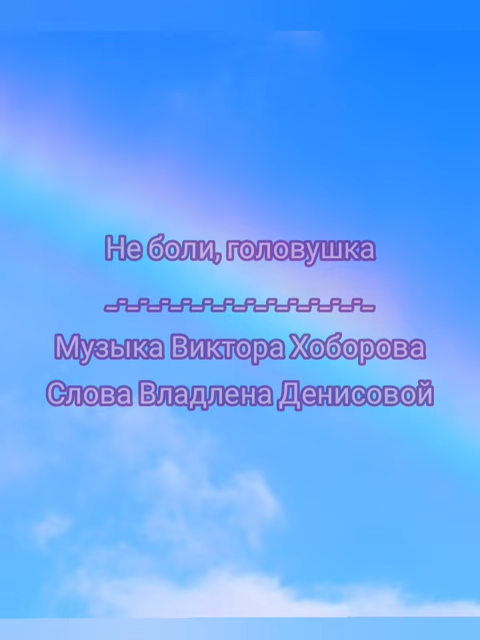 Не боли, головушка
-=-=-=-=-=-=-=-=-=-=-=-=-
Музыка Виктора Хоборова
Слова Владлена Денисовой